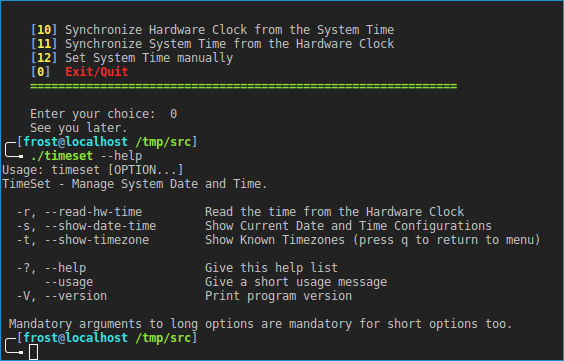 [10] Synchronize Hardware Clock from the System Time
[11] Synchronize System Time from the Hardware Clock
[12] Set System Time manually
[0] Exit/Quit
=============================================================
Enter your choice: 0
See you later.
[frost@localhost /tmp/src]
./timeset --help
Usage: timeset [OPTION...]
TimeSet - Manage System Date and Time.
-r, --read-hw-time Read the time from the Hardware Clock
-s, --show-date-time Show Current Date and Time Configurations
-t, --show-timezone Show Known Timezones (press q to return to menu)
-?, --help Give this help list
--usage Give a short usage message
-V, --version Print program version
Mandatory arguments to long options are mandatory for short options too.
[frost@localhost /tmp/src]